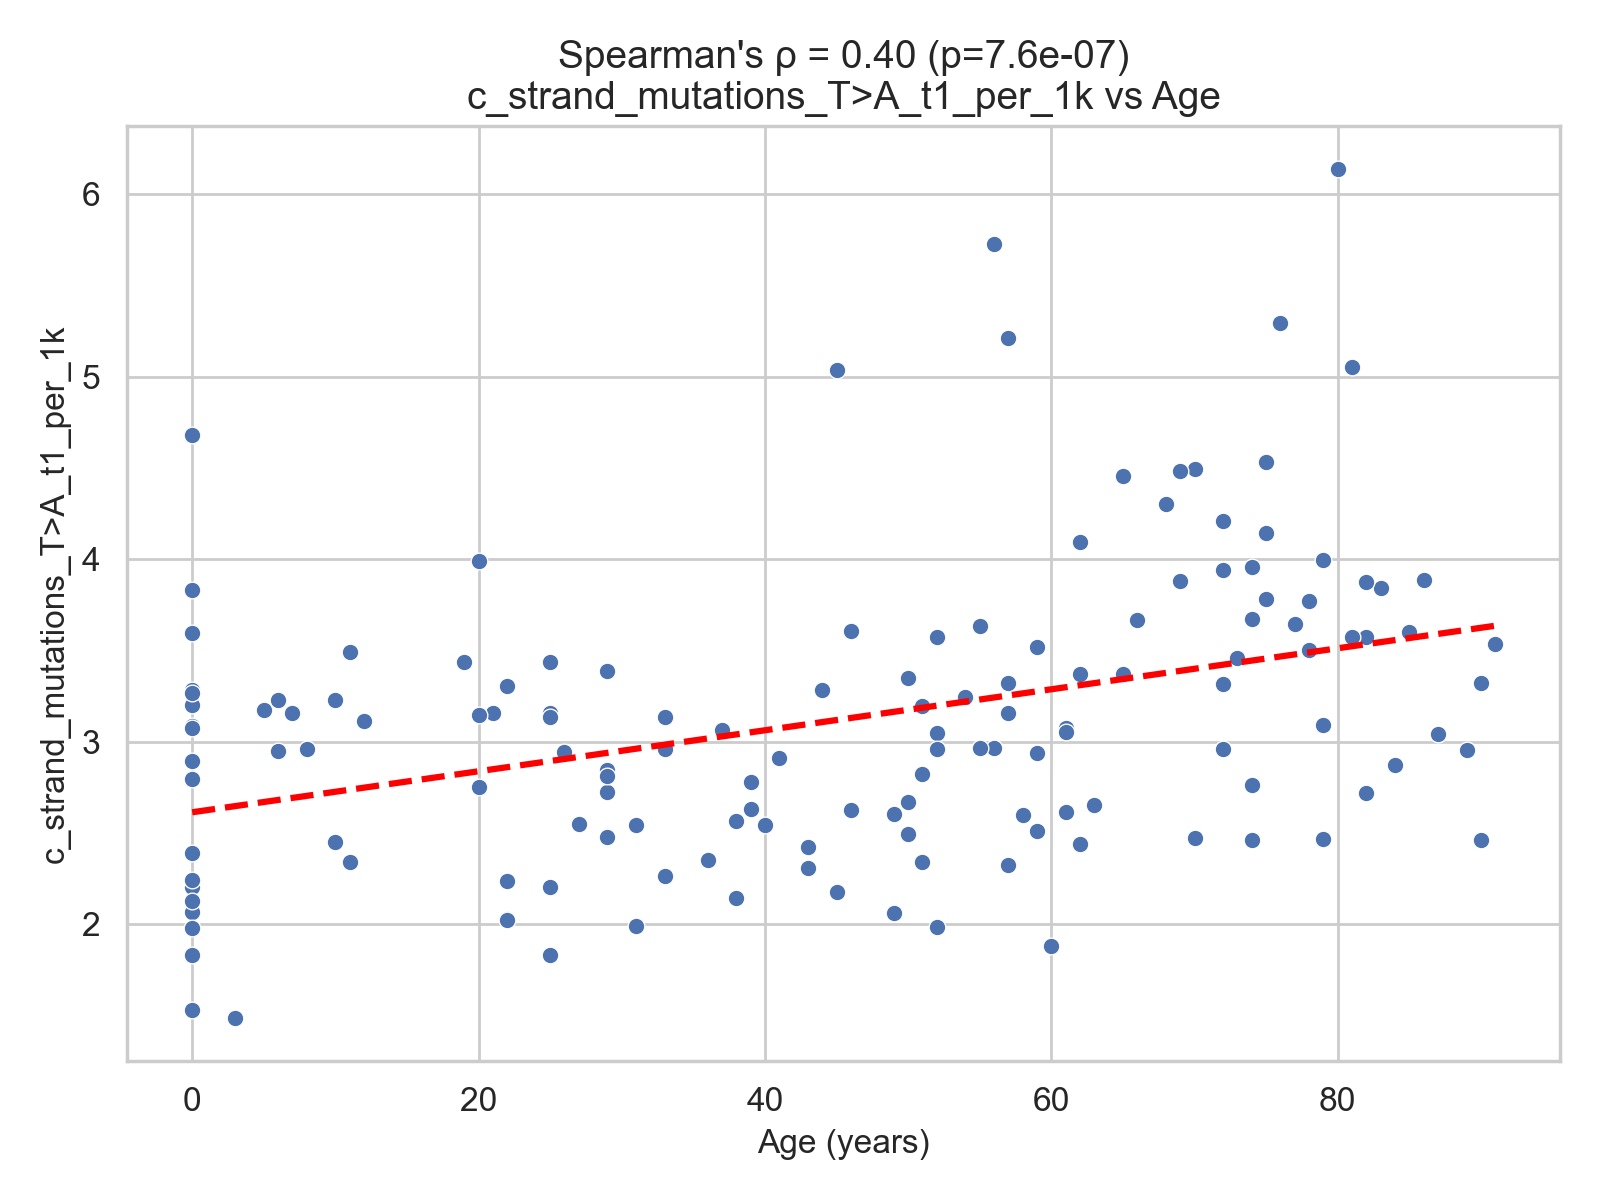 Spearman's ρ = 0.40 (p=7.6e-07)
c_strand_mutations_T>A_t1_per_1k vs Age
c_strand_mutations_T>A_t1_per_1k
6
5
4
3
2
0
20
40
60
80
Age (years)